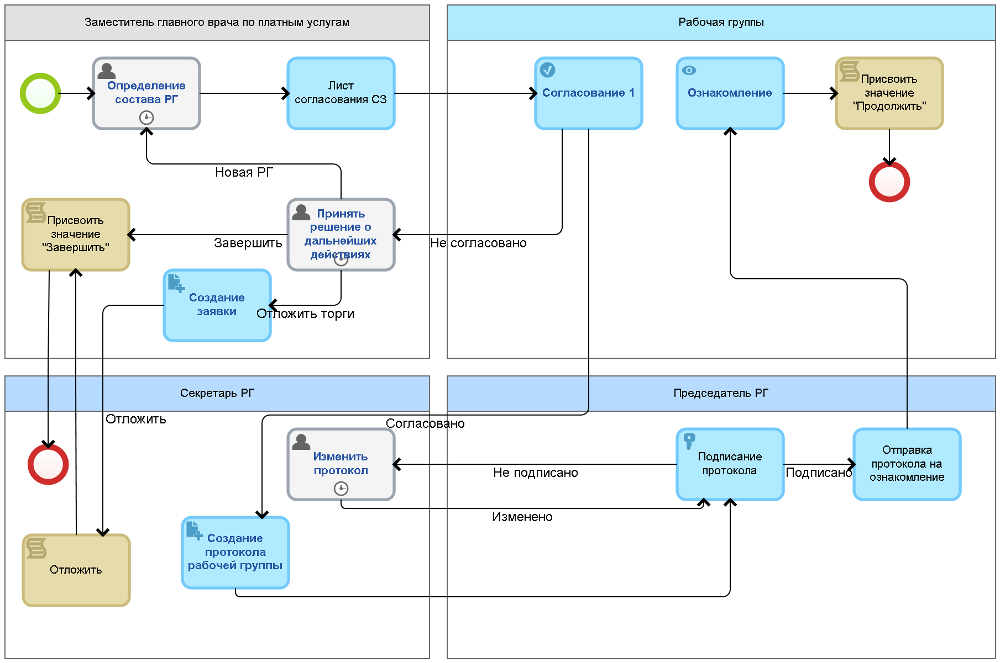 Заместитель главного врача по платным услугам
Рабочая группы
Определение
состава РГ
Лист
согласования СЗ
Согласование 1
Ознакомление
Присвоить
значение
"Продолжить"
Новая РГ
Присвоить
значение
"Завершить"
Завершить
Принять
решение о
дальнейших
действиях
Не согласовано
Создание
заявки
Отложить торги
Секретарь РГ
Председатель РГ
Отложить
Согласовано
Изменить
протокол
Не подписано
Подписание
протокола
Подписано
Отправка
протокола на
ознакомление
Изменено
Отложить
Создание
протокола
рабочей группы